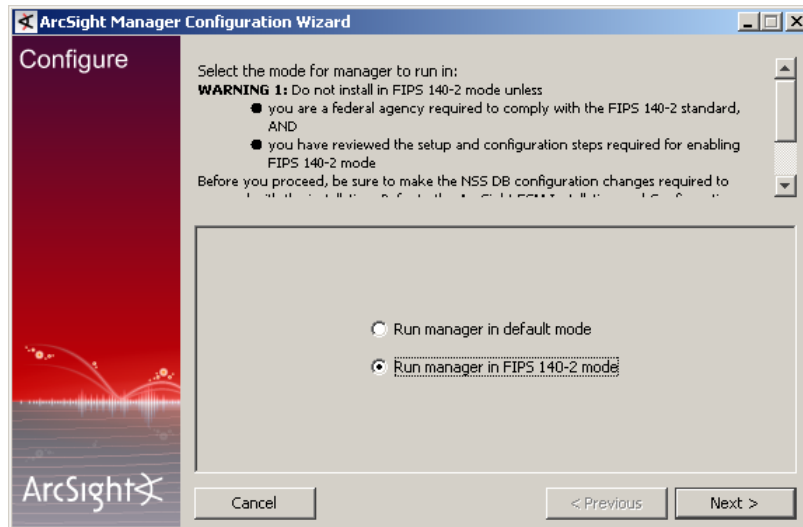 ArcSight Manager Configuration Wizard
Configure
Select the mode for manager to run in:
WARNING 1: Do not install in FIPS 140-2 mode unless
● you are a federal agency required to comply with the FIPS 140-2 standard,
AND
● you have reviewed the setup and configuration steps required for enabling
FIPS 140-2 mode
Before you proceed, be sure to make the NSS DB configuration changes required to
Run manager in default mode
Run manager in FIPS 140-2 mode
ArcSight
Cancel
< Previous
Next >